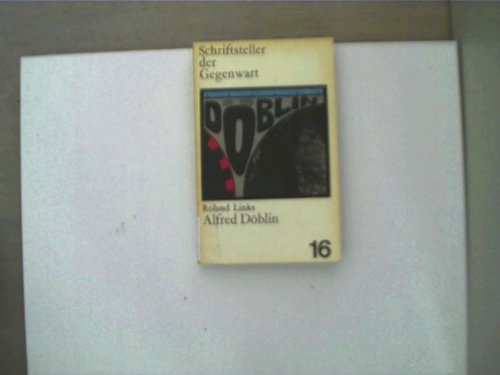 Schriftsteller
der
Gegenwart
DÖBLIN
Roland Links
Alfred Döblin
16